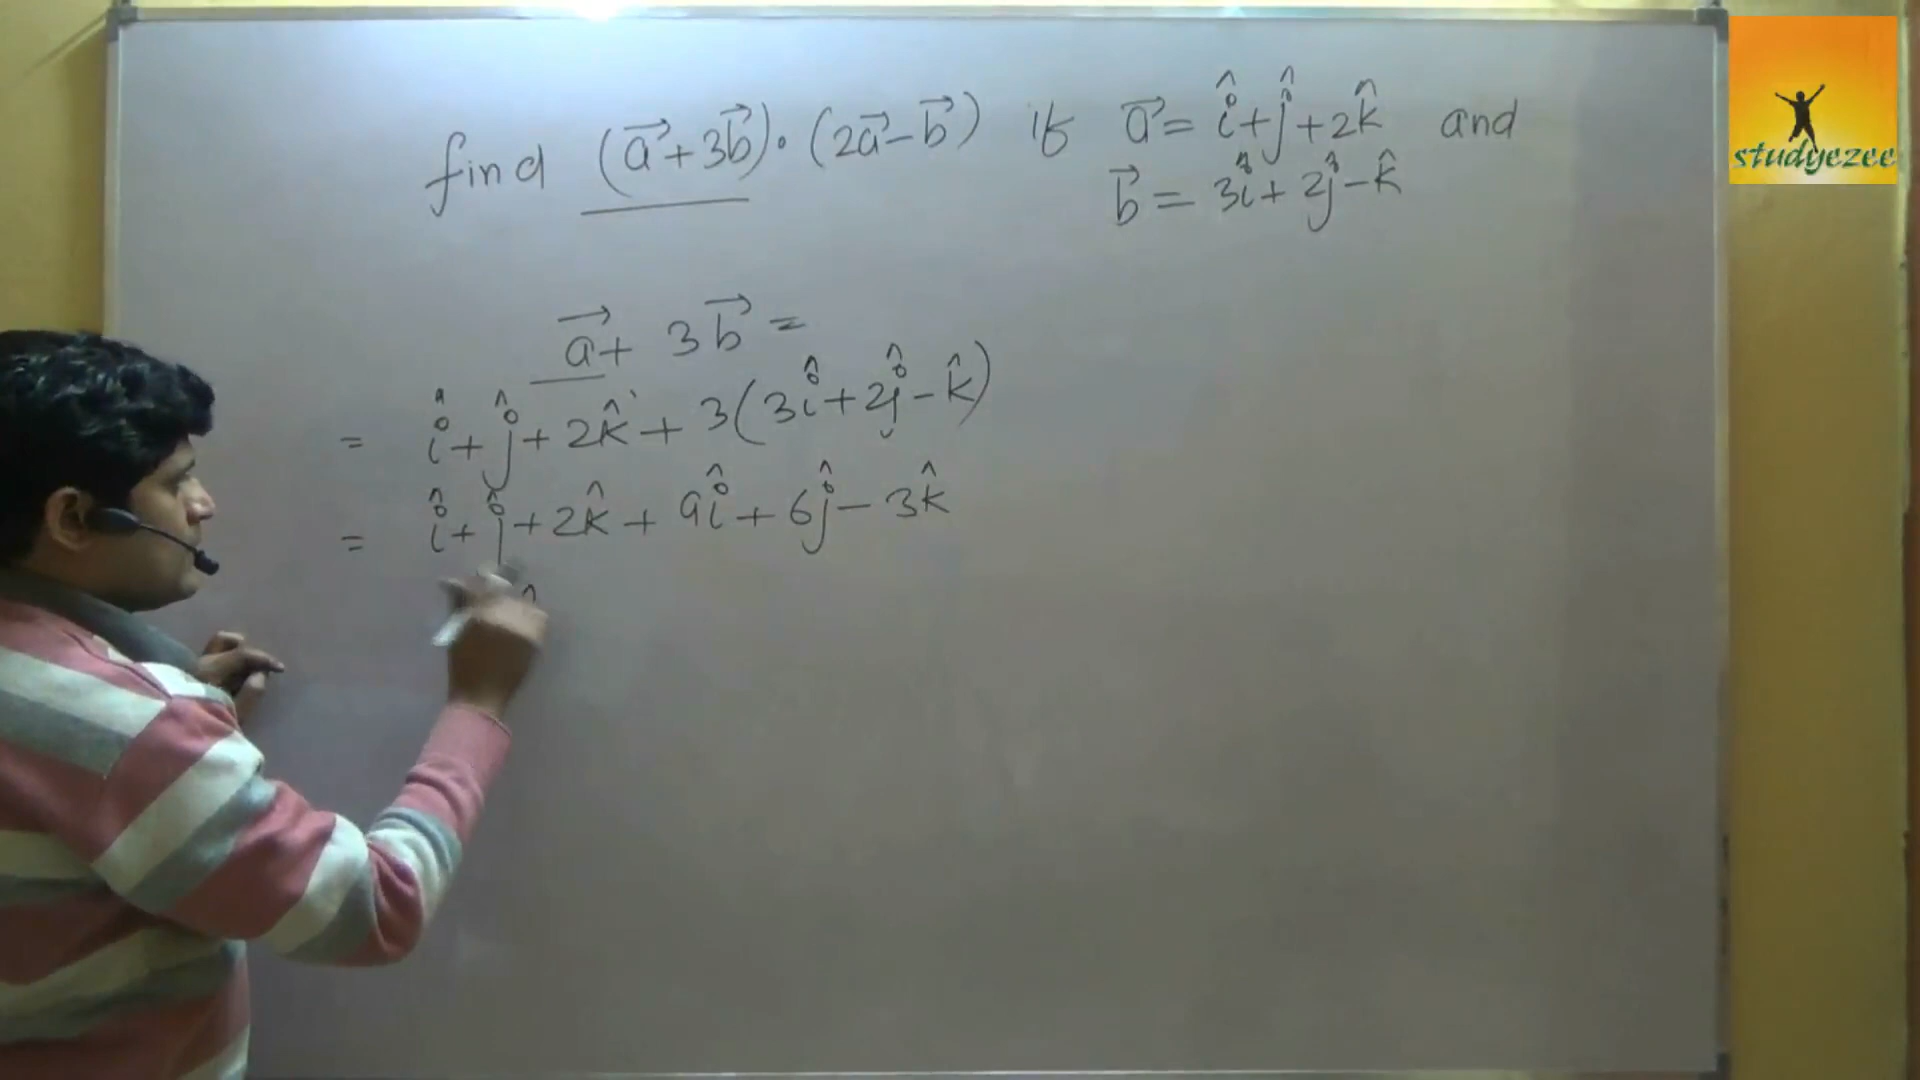 find (a⃗+3b⃗)·(2a⃗-b⃗) if a⃗= î+ĵ+2k̂ and
b⃗ = 3î+2ĵ-k̂
a⃗+ 3b⃗ =
= î+ĵ+2k̂+3(3î+2ĵ-k̂)
= î+ĵ+2k̂+9î+6ĵ-3k̂
studyezee